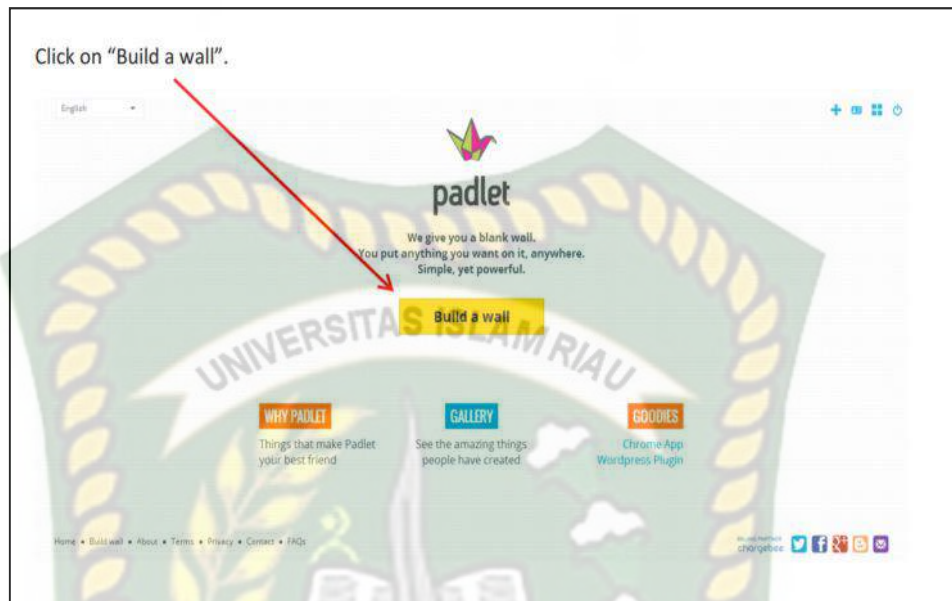 Click on “Build a wall”.
English
padlet
We give you a blank wall.
You put anything you want on it, anywhere.
Simple, yet powerful.
Build a wall
UNIVERSITAS ISLAM RIAU
WHY PADLET
Things that make Padlet
your best friend
GALLERY
See the amazing things
people have created
GOODIES
Chrome App
Wordpress Plugin
Home • Build wall • About • Terms • Privacy • Contact • FAQs
chargebee